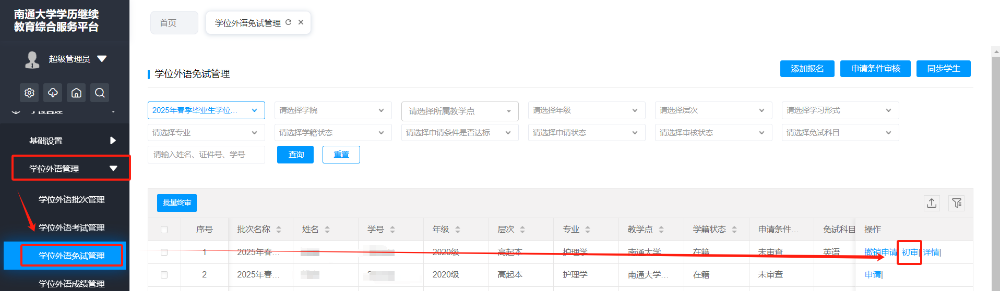 南通大学学历继续
教育综合服务平台
超级管理员
基础设置
学位外语管理
学位外语批次管理
学位外语考试管理
学位外语免试管理
学位外语成绩管理
首页
学位外语免试管理
学位外语免试管理
添加报名
申请条件审核
同步学生
2025年春季毕业生学位...
请选择学院
请选择所属教学点
请选择年级
请选择层次
请选择学习形式
请选择专业
请选择学籍状态
请选择申请条件是否达标
请选择申请状态
请选择审核状态
请选择免试科目
请输入姓名、证件号、学号
查询
重置
批量终审
序号 批次名称 姓名 学号 年级 层次 专业 教学点 学籍状态 申请条件... 免试科目 操作
1 2025年春... 2020级 高起本 护理学 南通大学 在籍 未审查 英语 撤销申请| 初审| 详情|
2 2025年春... 2020级 高起本 护理学 南通大学... 在籍 未审查 申请|